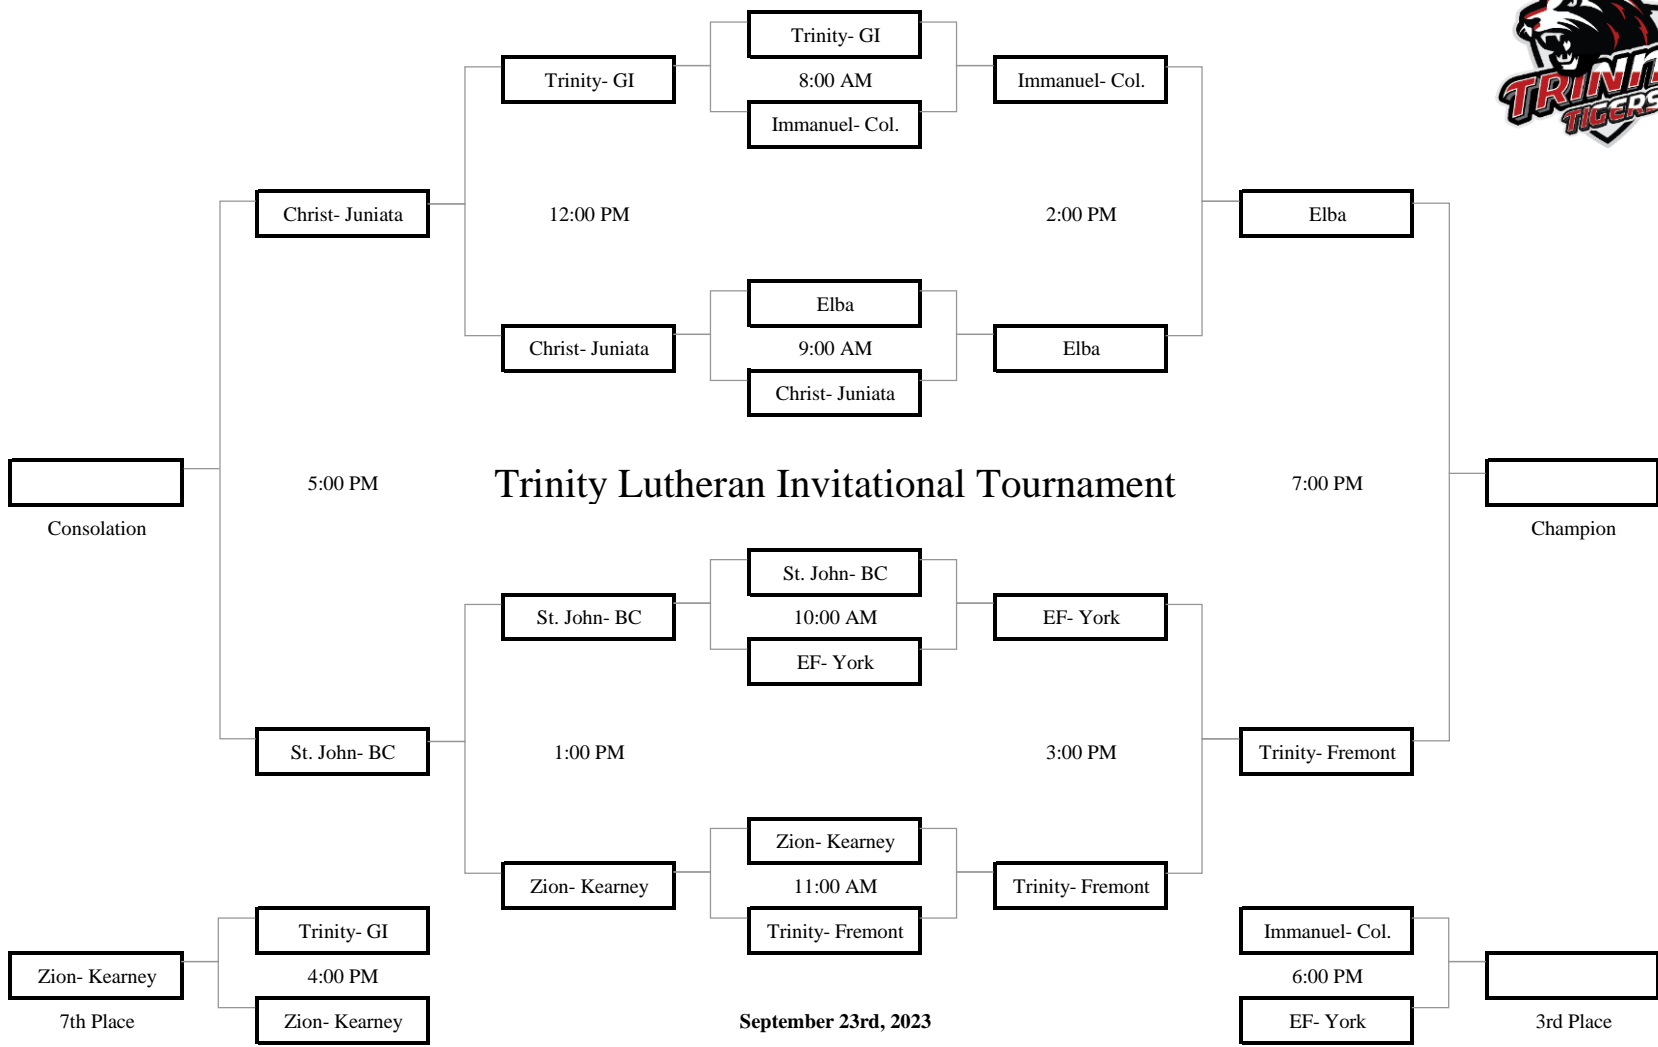 Trinity- GI
Trinity- GI
8:00 AM
Immanuel- Col.
Immanuel- Col.
TIGERS
Christ- Juniata
12:00 PM
2:00 PM
Elba
Elba
Christ- Juniata
9:00 AM
Elba
Christ- Juniata
5:00 PM
Trinity Lutheran Invitational Tournament
7:00 PM
Consolation
Champion
St. John- BC
St. John- BC
10:00 AM
EF- York
EF- York
St. John- BC
1:00 PM
3:00 PM
Trinity- Fremont
Zion- Kearney
Zion- Kearney
11:00 AM
Trinity- Fremont
Trinity- GI
Trinity- Fremont
Immanuel- Col.
Zion- Kearney
4:00 PM
6:00 PM
7th Place
Zion- Kearney
September 23rd, 2023
EF- York
3rd Place